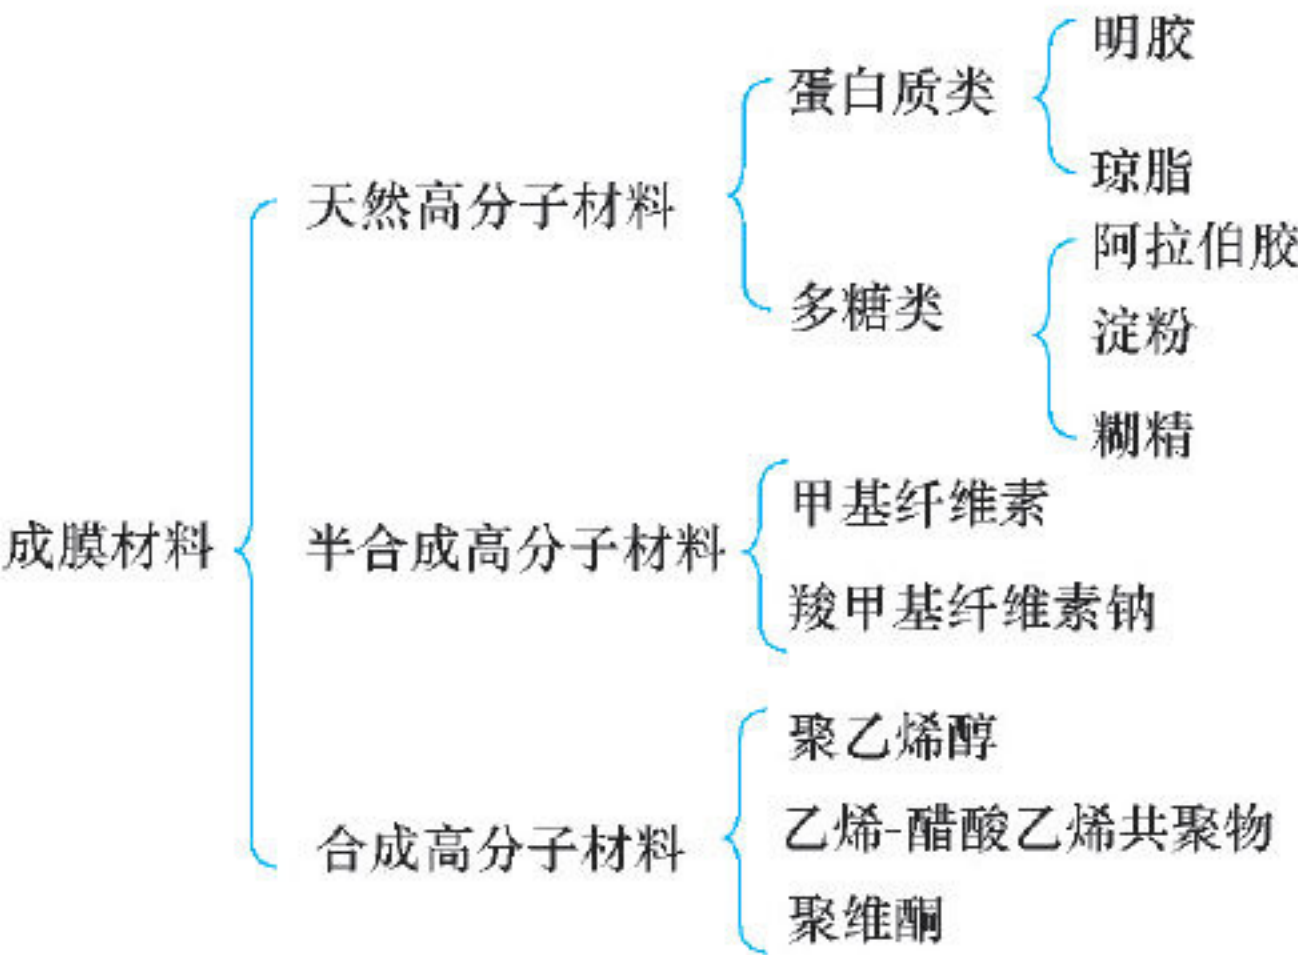 明胶
蛋白质类
琼脂
天然高分子材料
阿拉伯胶
多糖类
淀粉
糊精
甲基纤维素
成膜材料
半合成高分子材料
羧甲基纤维素钠
聚乙烯醇
合成高分子材料
乙烯-醋酸乙烯共聚物
聚维酮